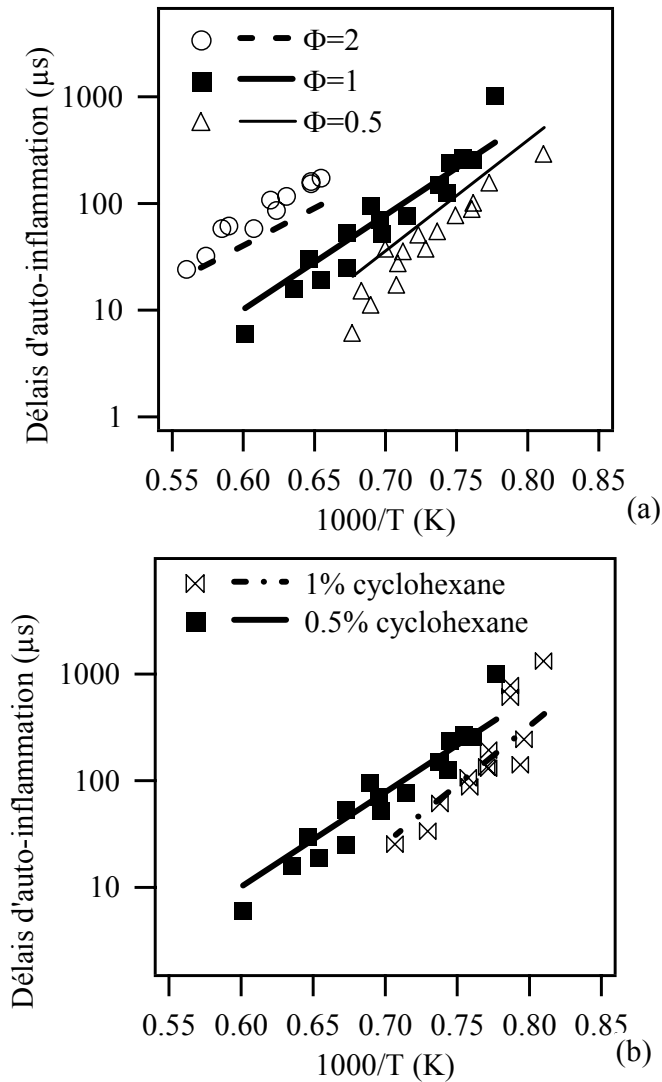 Délais d'auto-inflammation (µs)
Φ=2
Φ=1
Φ=0.5
1000
100
10
1
0.55 0.60 0.65 0.70 0.75 0.80 0.85
1000/T (K)
(a)
Délais d'auto-inflammation (µs)
1% cyclohexane
0.5% cyclohexane
1000
100
10
0.55 0.60 0.65 0.70 0.75 0.80 0.85
1000/T (K)
(b)